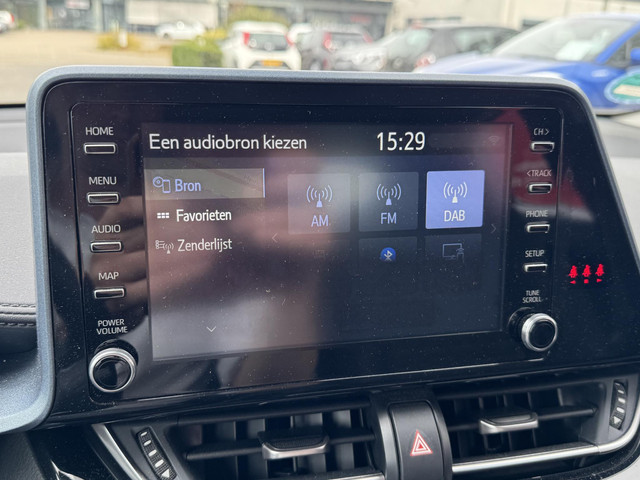 HOME
MENU
AUDIO
MAP
POWER
VOLUME
Een audiobron kiezen 15:29
Bron
Favorieten
Zenderlijst
AM FM DAB
CH>
<TRACK
PHONE
SETUP
TUNE
SCROLL